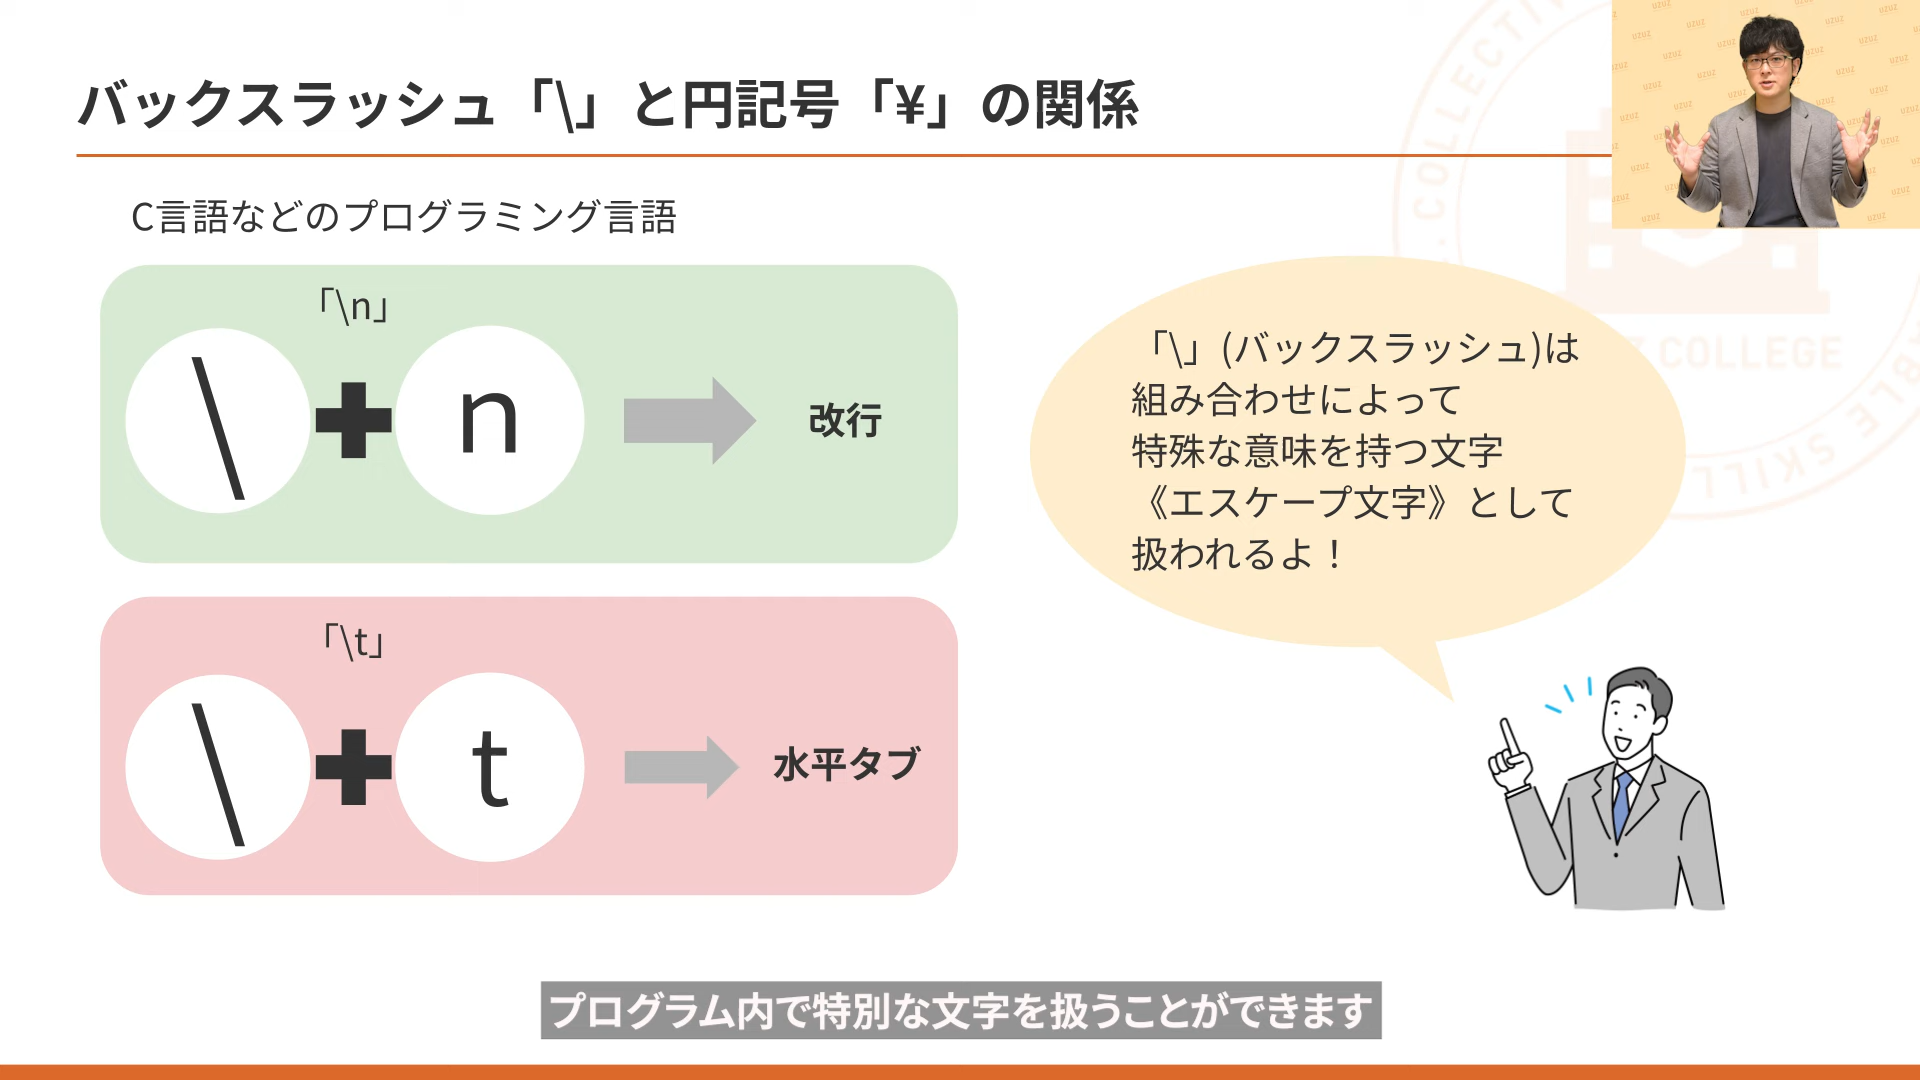 バックスラッシュ「\」と円記号「¥」の関係
C言語などのプログラミング言語
「\n」
\ + n 改行
「\t」
\ + t 水平タブ
「\」(バックスラッシュ)は
組み合わせによって
特殊な意味を持つ文字
《エスケープ文字》として
扱われるよ！
プログラム内で特別な文字を扱うことができます
COLLEGE
uzuz